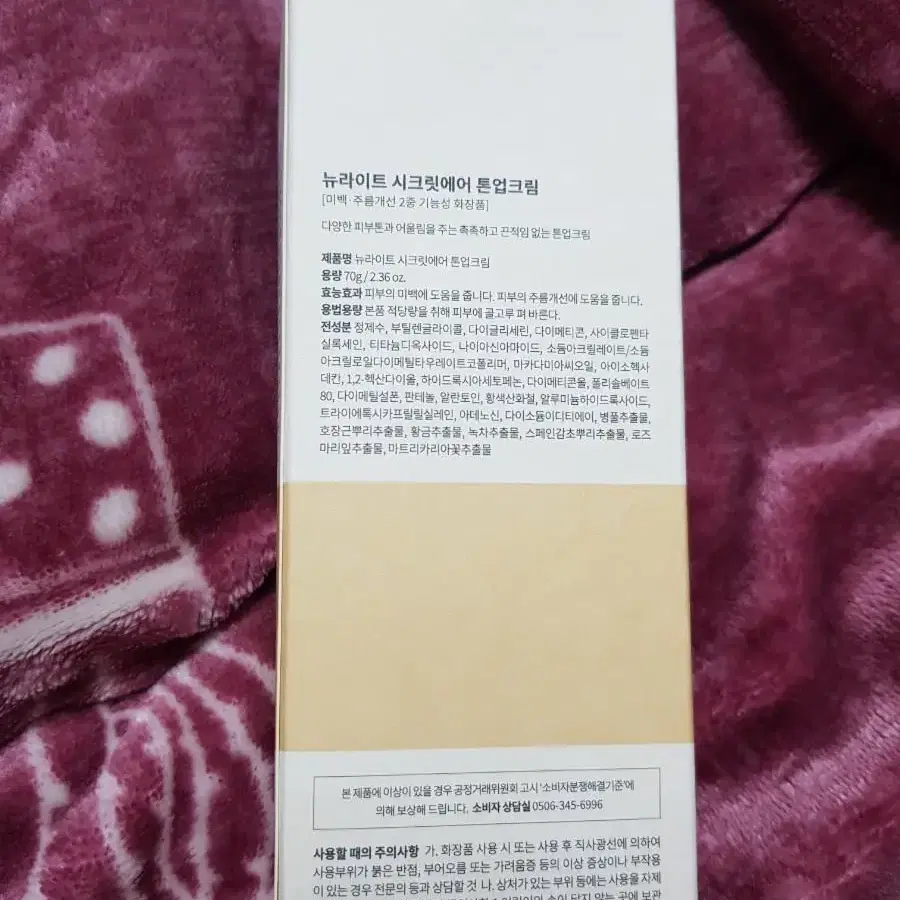 뉴라이트 시크릿에어 톤업크림
[미백·주름개선 2중 기능성 화장품]
다양한 피부톤과 어울림을 주는 촉촉하고 끈적임 없는 톤업크림
제품명 뉴라이트 시크릿에어 톤업크림
용량 70g / 2.36 oz.
효능효과 피부의 미백에 도움을 줍니다. 피부의 주름개선에 도움을 줍니다.
용법용량 본품 적당량을 취해 피부에 골고루 펴 바른다.
전성분 정제수, 부틸렌글라이콜, 다이글리세린, 다이메티콘, 사이클로펜타
실록세인, 티타늄디옥사이드, 나이아신아마이드, 소듐아크릴레이트/소듐
아크릴로일다이메틸타우레이트코폴리머, 마카다미아씨오일, 아이소헥사
데칸, 1,2-헥산다이올, 하이드록시아세토페논, 다이메티콘올, 폴리솔베이트
80, 다이메틸설폰, 판테놀, 알란토인, 황색산화철, 알루미늄하이드록사이드,
트라이에톡시카프릴릴실레인, 아데노신, 다이소듐이디티에이, 병풀추출물,
호장근뿌리추출물, 황금추출물, 녹차추출물, 스페인감초뿌리추출물, 로즈
마리잎추출물, 마트리카리아꽃추출물
본 제품에 이상이 있을 경우 공정거래위원회 고시 '소비자분쟁해결기준'에
의해 보상해 드립니다. 소비자 상담실 0506-345-6996
사용할 때의 주의사항 가. 화장품 사용 시 또는 사용 후 직사광선에 의하여
사용부위가 붉은 반점, 부어오름 또는 가려움증 등의 이상 증상이나 부작용
이 있는 경우 전문의 등과 상담할 것 나. 상처가 있는 부위 등에는 사용을 자제